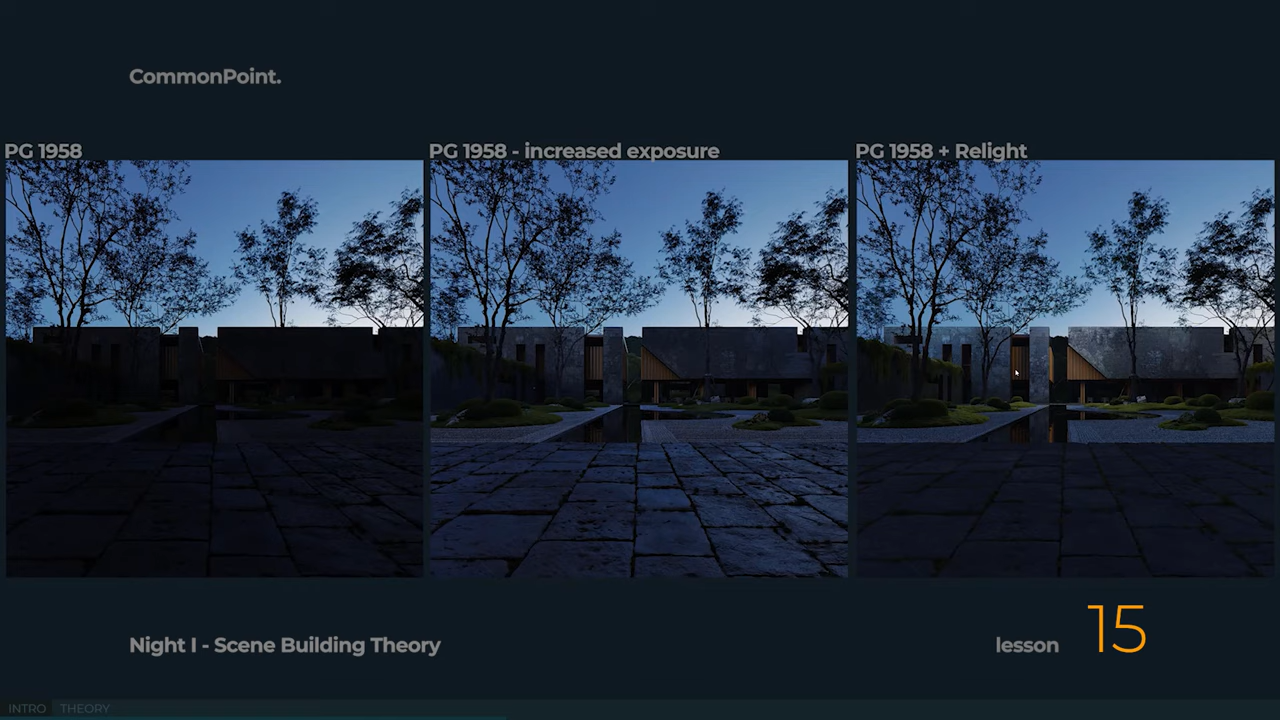 CommonPoint.
PG 1958
PG 1958 - increased exposure
PG 1958 + Relight
Night I - Scene Building Theory
lesson 15
INTRO THEORY